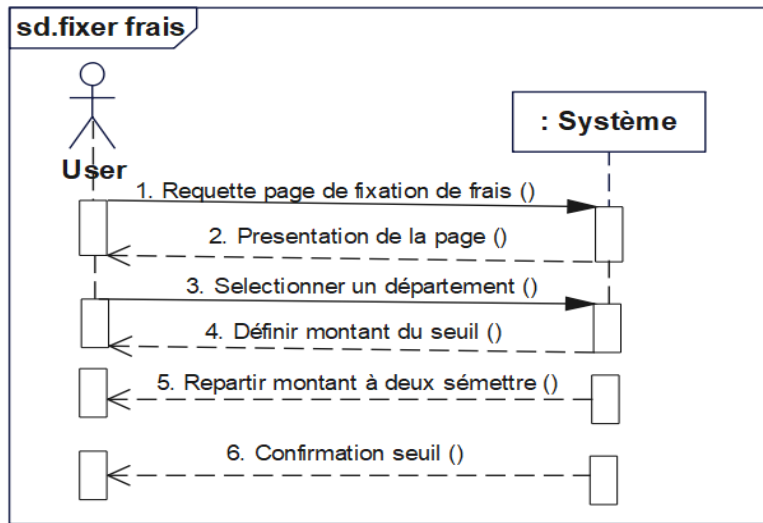 sd.fixer frais
: Système
User
1. Requette page de fixation de frais ()
2. Presentation de la page ()
3. Selectionner un département ()
4. Définir montant du seuil ()
5. Repartir montant à deux sémettre ()
6. Confirmation seuil ()